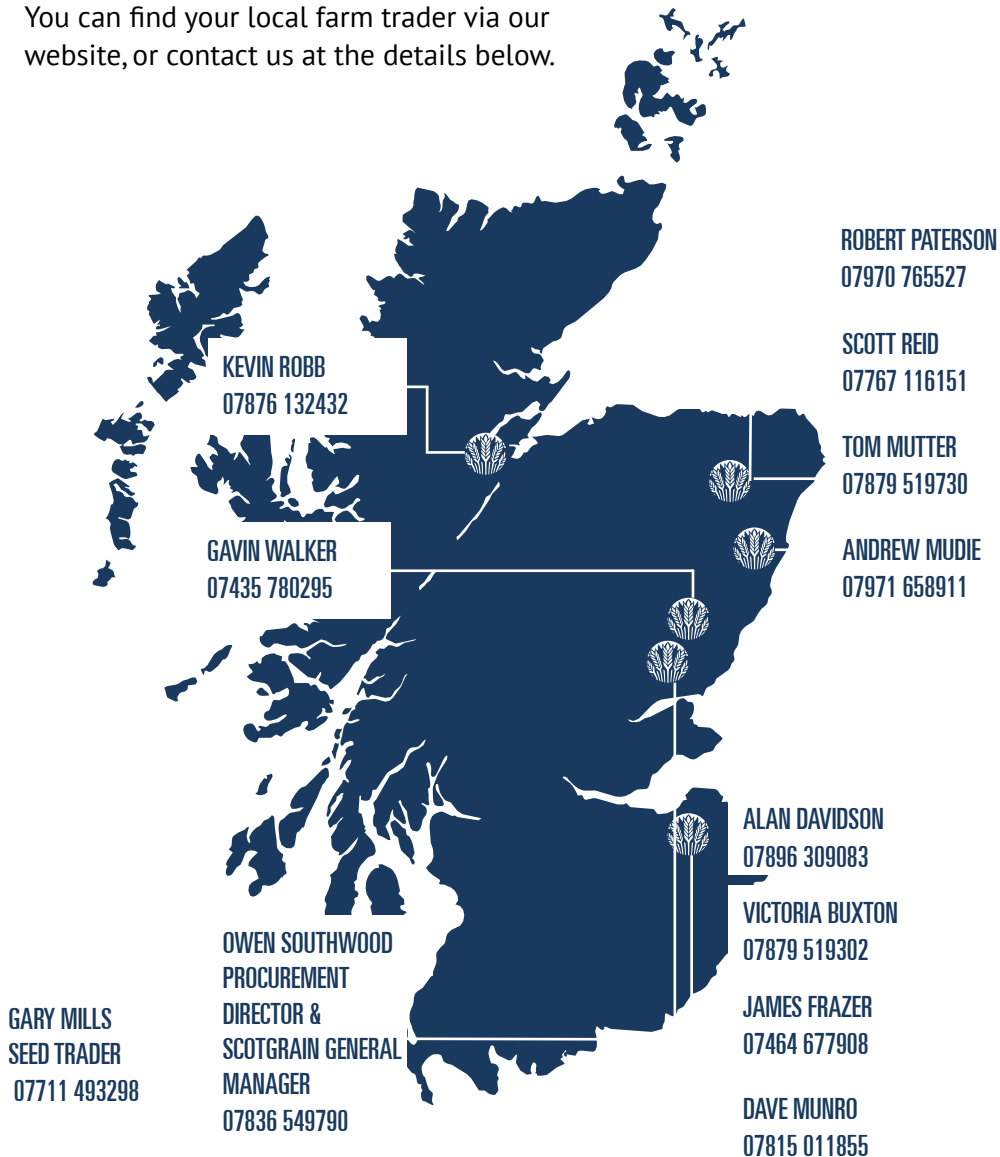 You can find your local farm trader via our
website, or contact us at the details below.
ROBERT PATERSON
07970 765527
SCOTT REID
07767 116151
KEVIN ROBB
07876 132432
TOM MUTTER
07879 519730
GAVIN WALKER
07435 780295
ANDREW MUDIE
07971 658911
ALAN DAVIDSON
07896 309083
VICTORIA BUXTON
07879 519302
OWEN SOUTHWOOD
PROCUREMENT
DIRECTOR &
SCOTGRAIN GENERAL
MANAGER
07836 549790
GARY MILLS
SEED TRADER
07711 493298
JAMES FRAZER
07464 677908
DAVE MUNRO
07815 011855